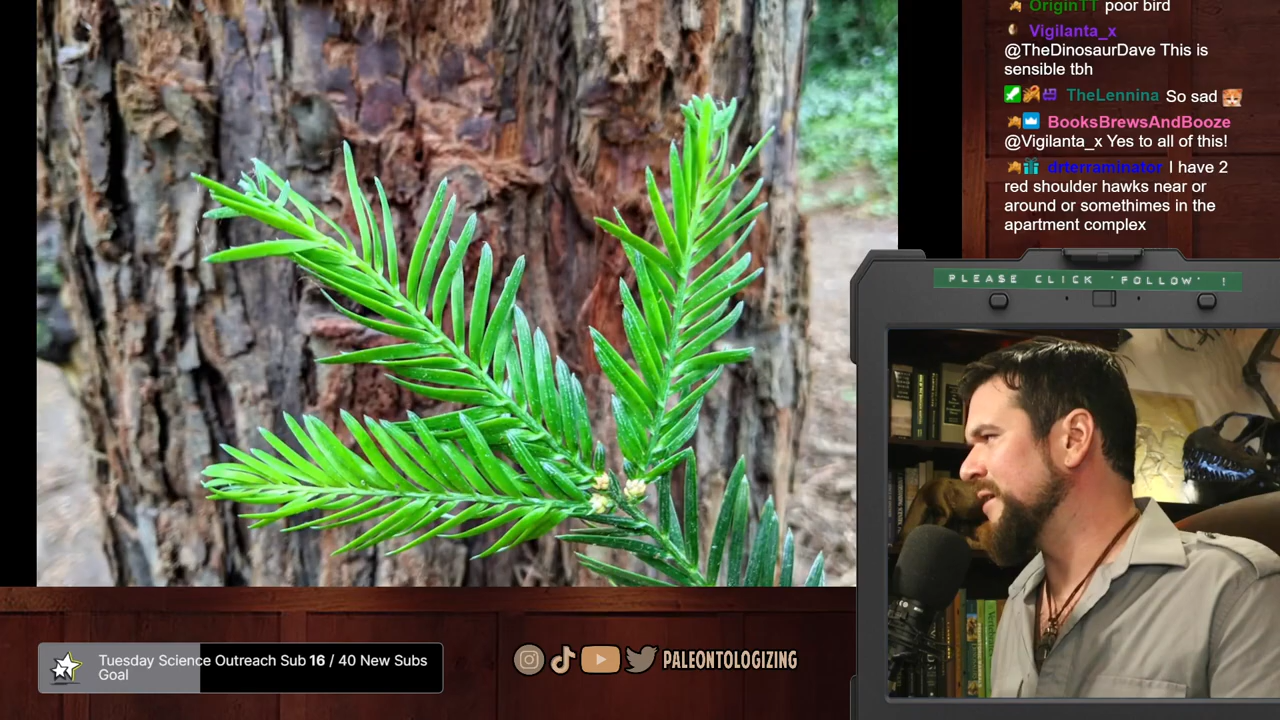 OriginTT poor bird
Vigilanta_x
@TheDinosaurDave This is
sensible tbh
TheLennina So sad
BooksBrewsAndBooze
@Vigilanta_x Yes to all of this!
drterraminator I have 2
red shoulder hawks near or
around or somethimes in the
apartment complex
PLEASE CLICK 'FOLLOW' !
Tuesday Science Outreach Sub 16 / 40 New Subs
Goal
PALEONTOLOGIZING